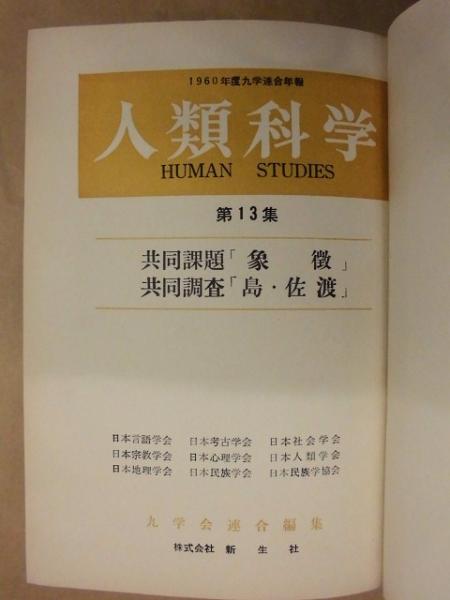 1960年度九学連合年報
人類科学
HUMAN STUDIES
第13集
共同課題「象 徴」
共同調査「島・佐渡」
日本言語学会 日本考古学会 日本社会学会
日本宗教学会 日本心理学会 日本人類学会
日本地理学会 日本民族学会 日本民族学協会
九学会連合編集
株式会社 新生社